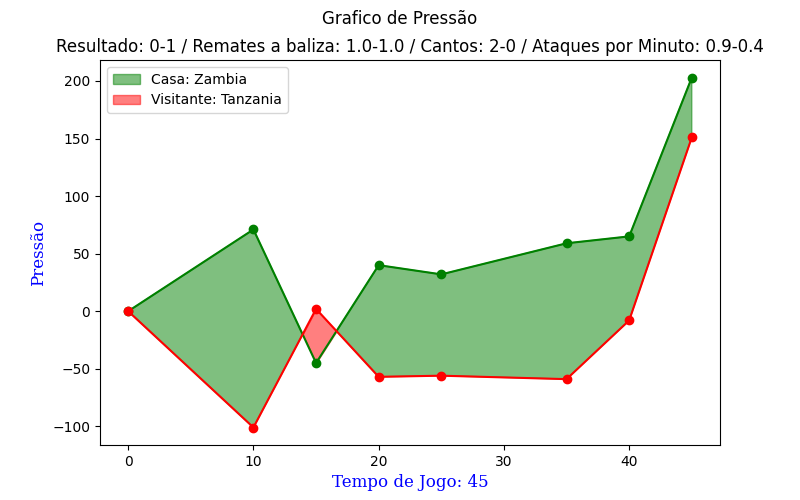 Grafico de Pressão
Resultado: 0-1 / Remates a baliza: 1.0-1.0 / Cantos: 2-0 / Ataques por Minuto: 0.9-0.4
Casa: Zambia
Visitante: Tanzania
200
150
100
50
0
−50
−100
Pressão
0
10
20
30
40
Tempo de Jogo: 45